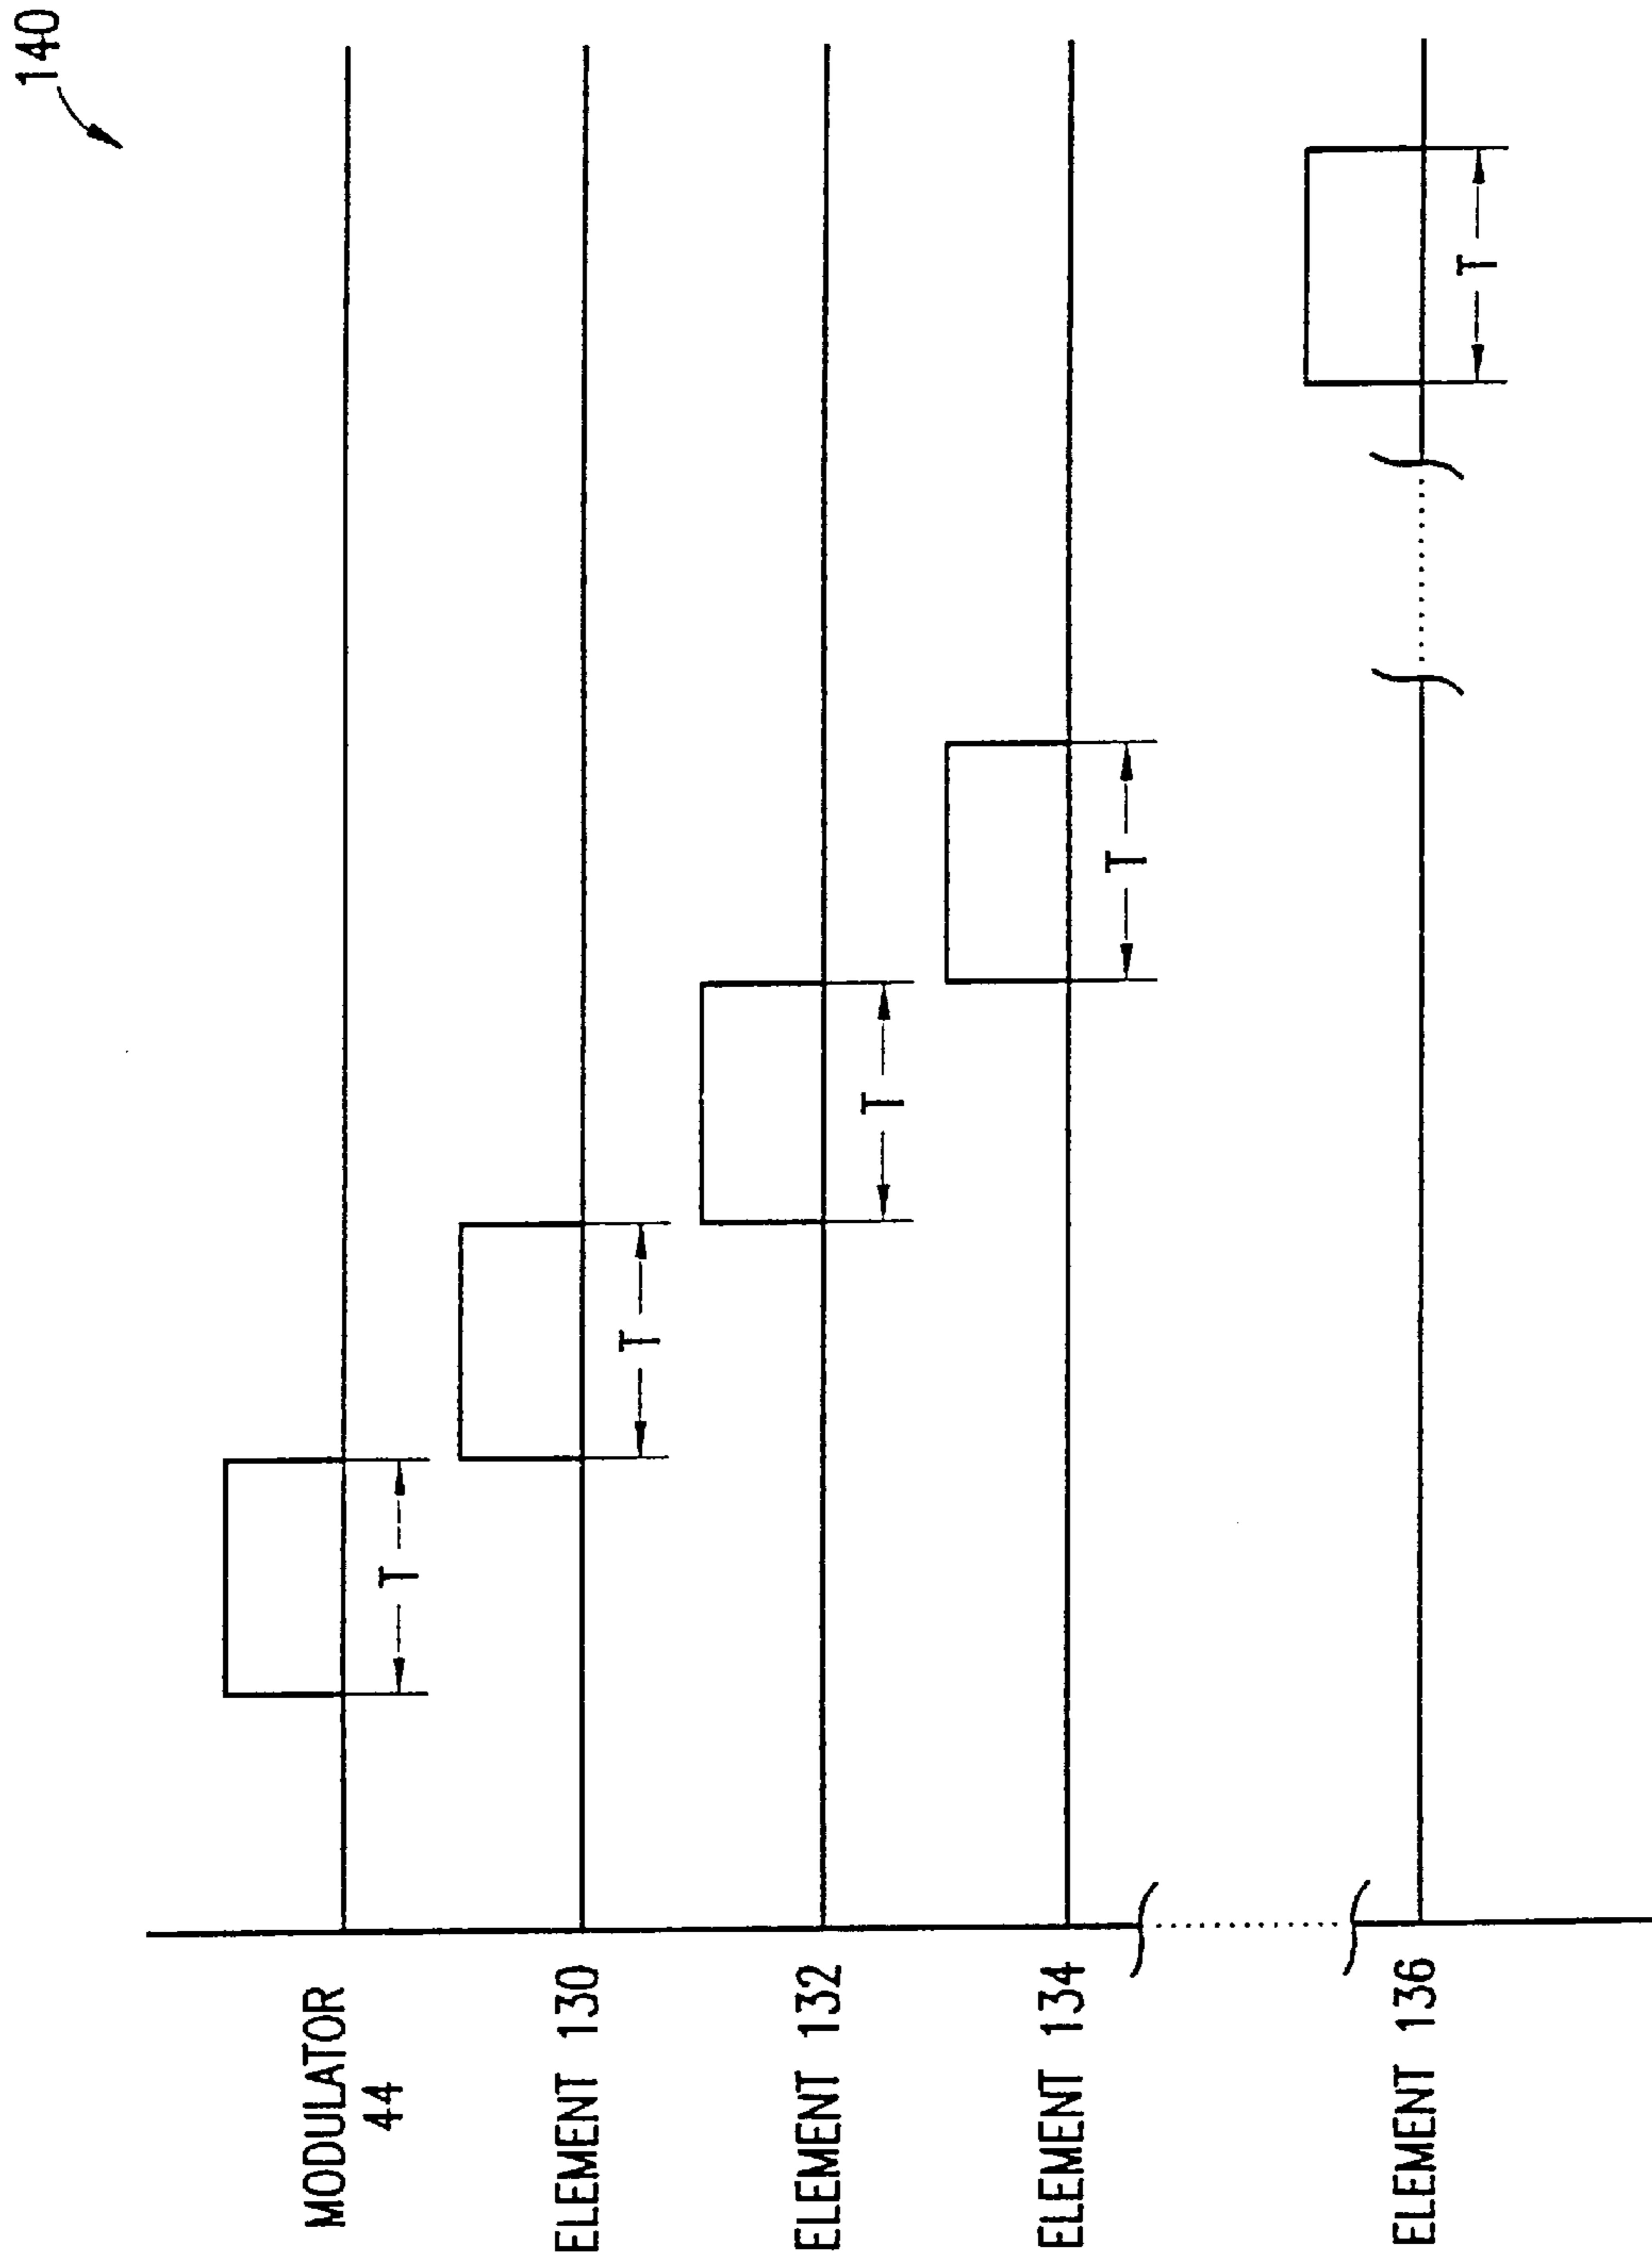 140
MODULATOR
44
T
ELEMENT 130
T
ELEMENT 132
T
ELEMENT 134
T
ELEMENT 136
T